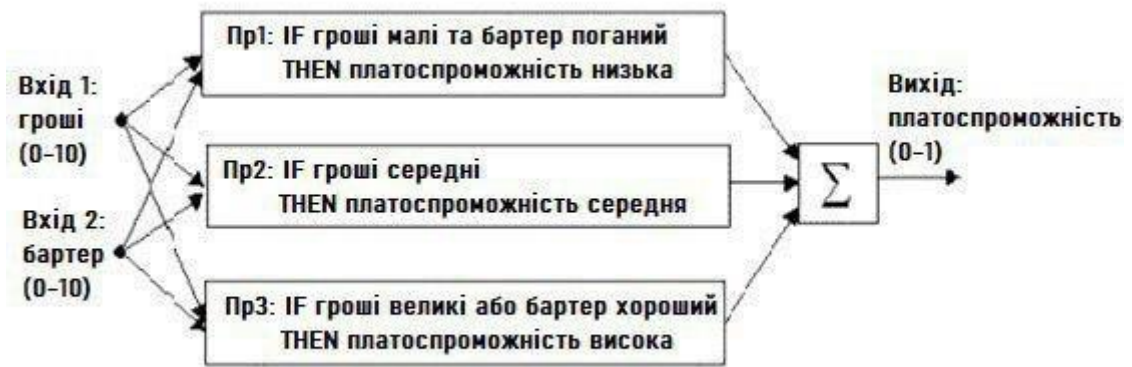 Вхід 1:
гроші
(0-10)
Вхід 2:
бартер
(0-10)
Пр1: IF гроші малі та бартер поганий
THEN платоспроможність низька
Пр2: IF гроші середні
THEN платоспроможність середня
Пр3: IF гроші великі або бартер хороший
THEN платоспроможність висока
Σ
Вихід:
платоспроможність
(0-1)